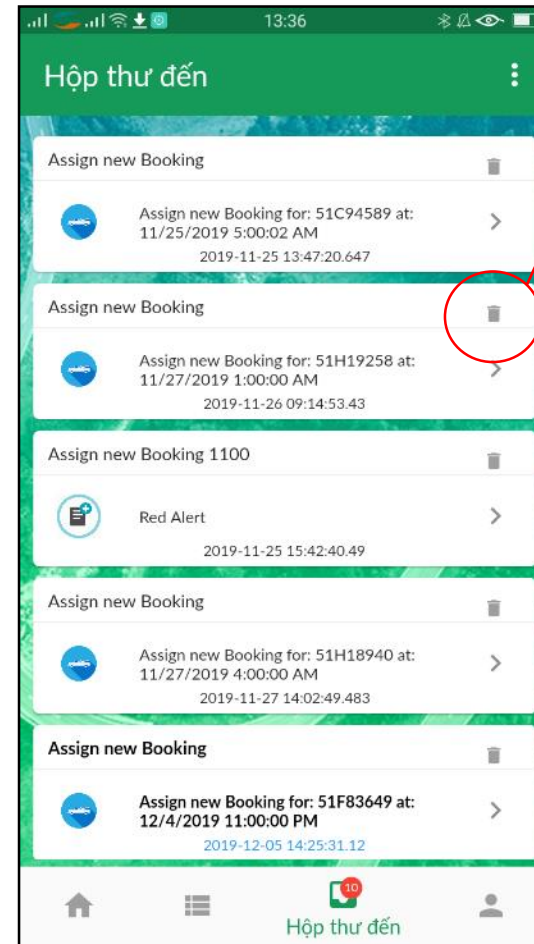 13:36
Hộp thư đến
Assign new Booking
Assign new Booking for: 51C94589 at:
11/25/2019 5:00:02 AM
2019-11-25 13:47:20.647
Assign new Booking
Assign new Booking for: 51H19258 at:
11/27/2019 1:00:00 AM
2019-11-26 09:14:53.43
Assign new Booking 1100
Red Alert
2019-11-25 15:42:40.49
Assign new Booking
Assign new Booking for: 51H18940 at:
11/27/2019 4:00:00 AM
2019-11-27 14:02:49.483
Assign new Booking
Assign new Booking for: 51F83649 at:
12/4/2019 11:00:00 PM
2019-12-05 14:25:31.12
10
Hộp thư đến